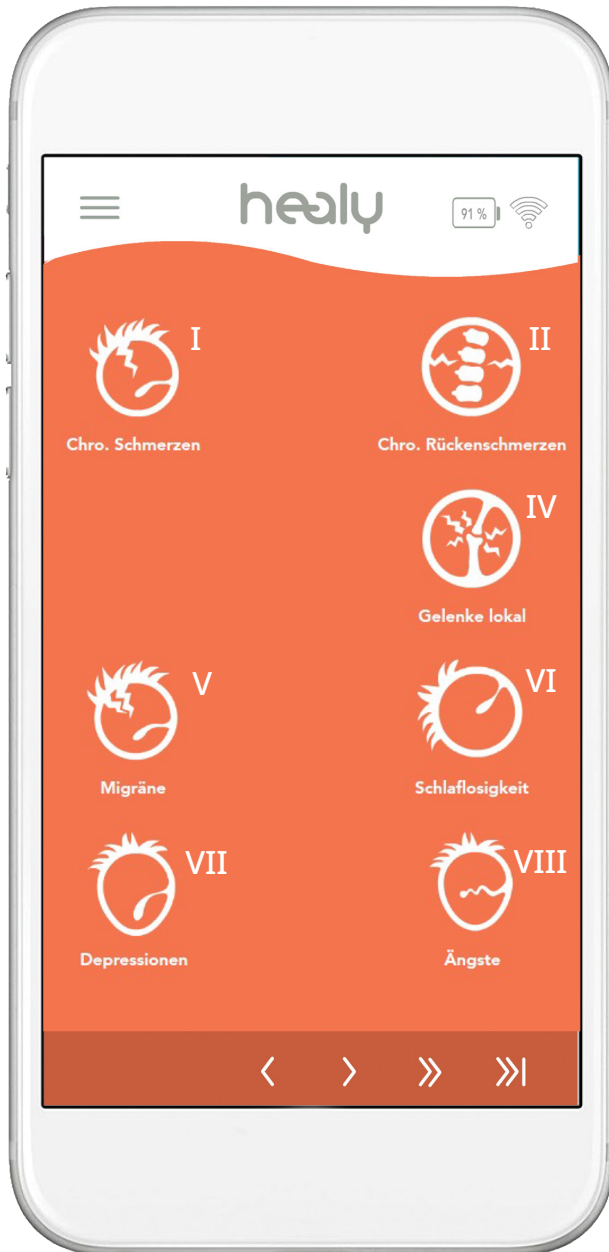 healy
91 %
I
II
Chro. Schmerzen
Chro. Rückenschmerzen
IV
Gelenke lokal
V
VI
Migräne
Schlaflosigkeit
VII
VIII
Depressionen
Ängste